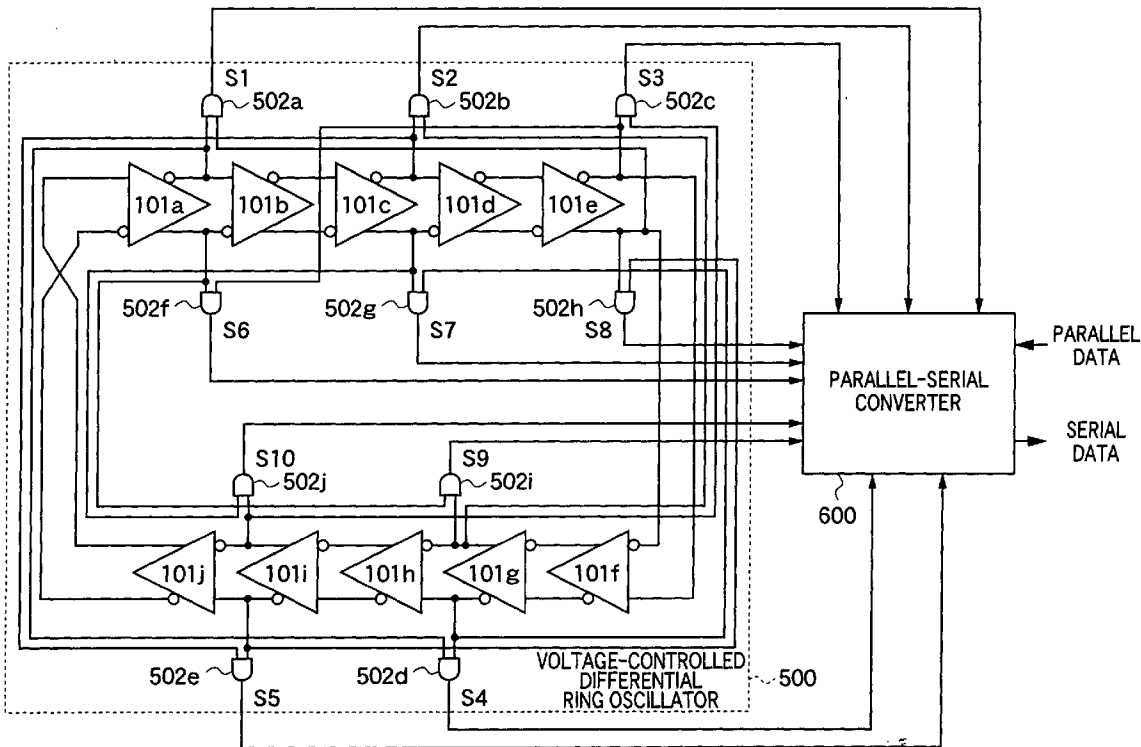 S1
502a
S2
502b
S3
502c
101a
101b
101c
101d
101e
502f
S6
502g
S7
502h
S8
PARALLEL-SERIAL
CONVERTER
PARALLEL
DATA
SERIAL
DATA
600
S10
502j
S9
502i
101j
101i
101h
101g
101f
502e
S5
502d
S4
VOLTAGE-CONTROLLED
DIFFERENTIAL
RING OSCILLATOR
500